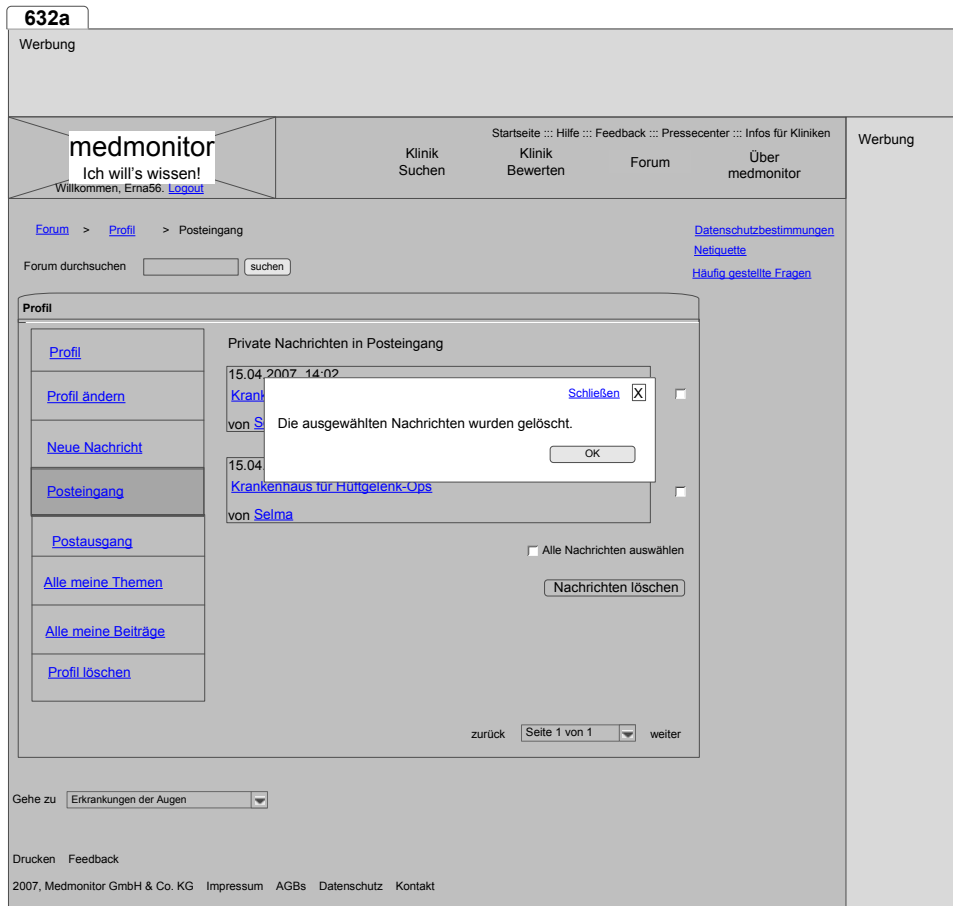 632a
Werbung
medmonitor
Ich will's wissen!
Willkommen, Erna56. Logout
Startseite ::: Hilfe ::: Feedback ::: Pressecenter ::: Infos für Kliniken
Klinik Suchen
Klinik Bewerten
Forum
Über medmonitor
Werbung
Forum > Profil > Posteingang
Datenschutzbestimmungen
Netiquette
Häufig gestellte Fragen
Forum durchsuchen suchen
Profil
Profil
Profil ändern
Neue Nachricht
Posteingang
Postausgang
Alle meine Themen
Alle meine Beiträge
Profil löschen
Private Nachrichten in Posteingang
15.04.2007 14:02
von
Schließen X
Die ausgewählten Nachrichten wurden gelöscht.
OK
15.04
Krankenhaus für Hüftgelenk-Ops
von Selma
Alle Nachrichten auswählen
Nachrichten löschen
zurück Seite 1 von 1 weiter
Gehe zu Erkrankungen der Augen
Drucken Feedback
2007, Medmonitor GmbH & Co. KG Impressum AGBs Datenschutz Kontakt